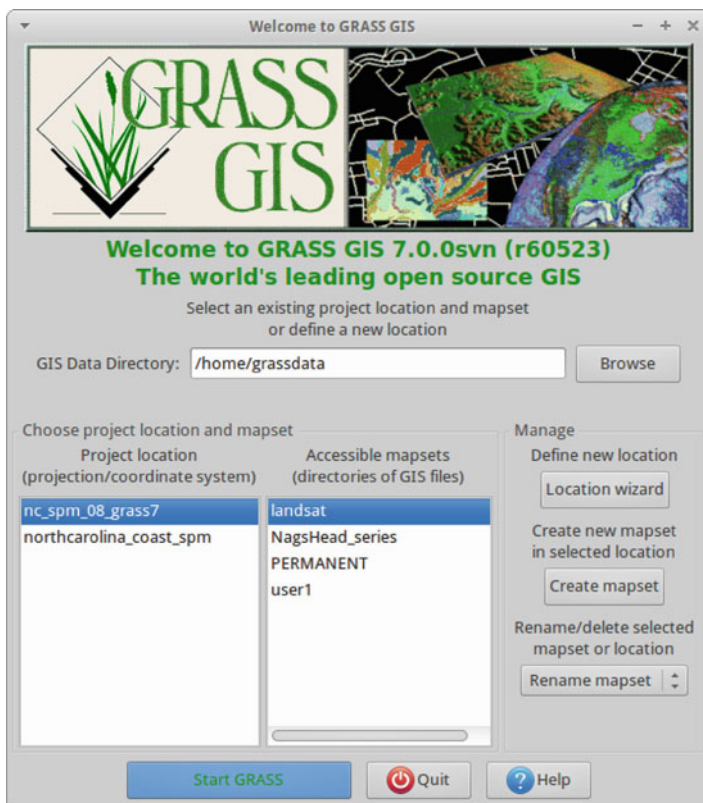 Welcome to GRASS GIS
GRASS
GIS
Welcome to GRASS GIS 7.0.0svn (r60523)
The world's leading open source GIS
Select an existing project location and mapset
or define a new location
GIS Data Directory: /home/grassdata Browse
Choose project location and mapset
Project location
(projection/coordinate system)
nc_spm_08_grass7
northcarolina_coast_spm
Accessible mapsets
(directories of GIS files)
landsat
NagsHead_series
PERMANENT
user1
Manage
Define new location
Location wizard
Create new mapset
in selected location
Create mapset
Rename/delete selected
mapset or location
Rename mapset
Start GRASS
Quit
Help